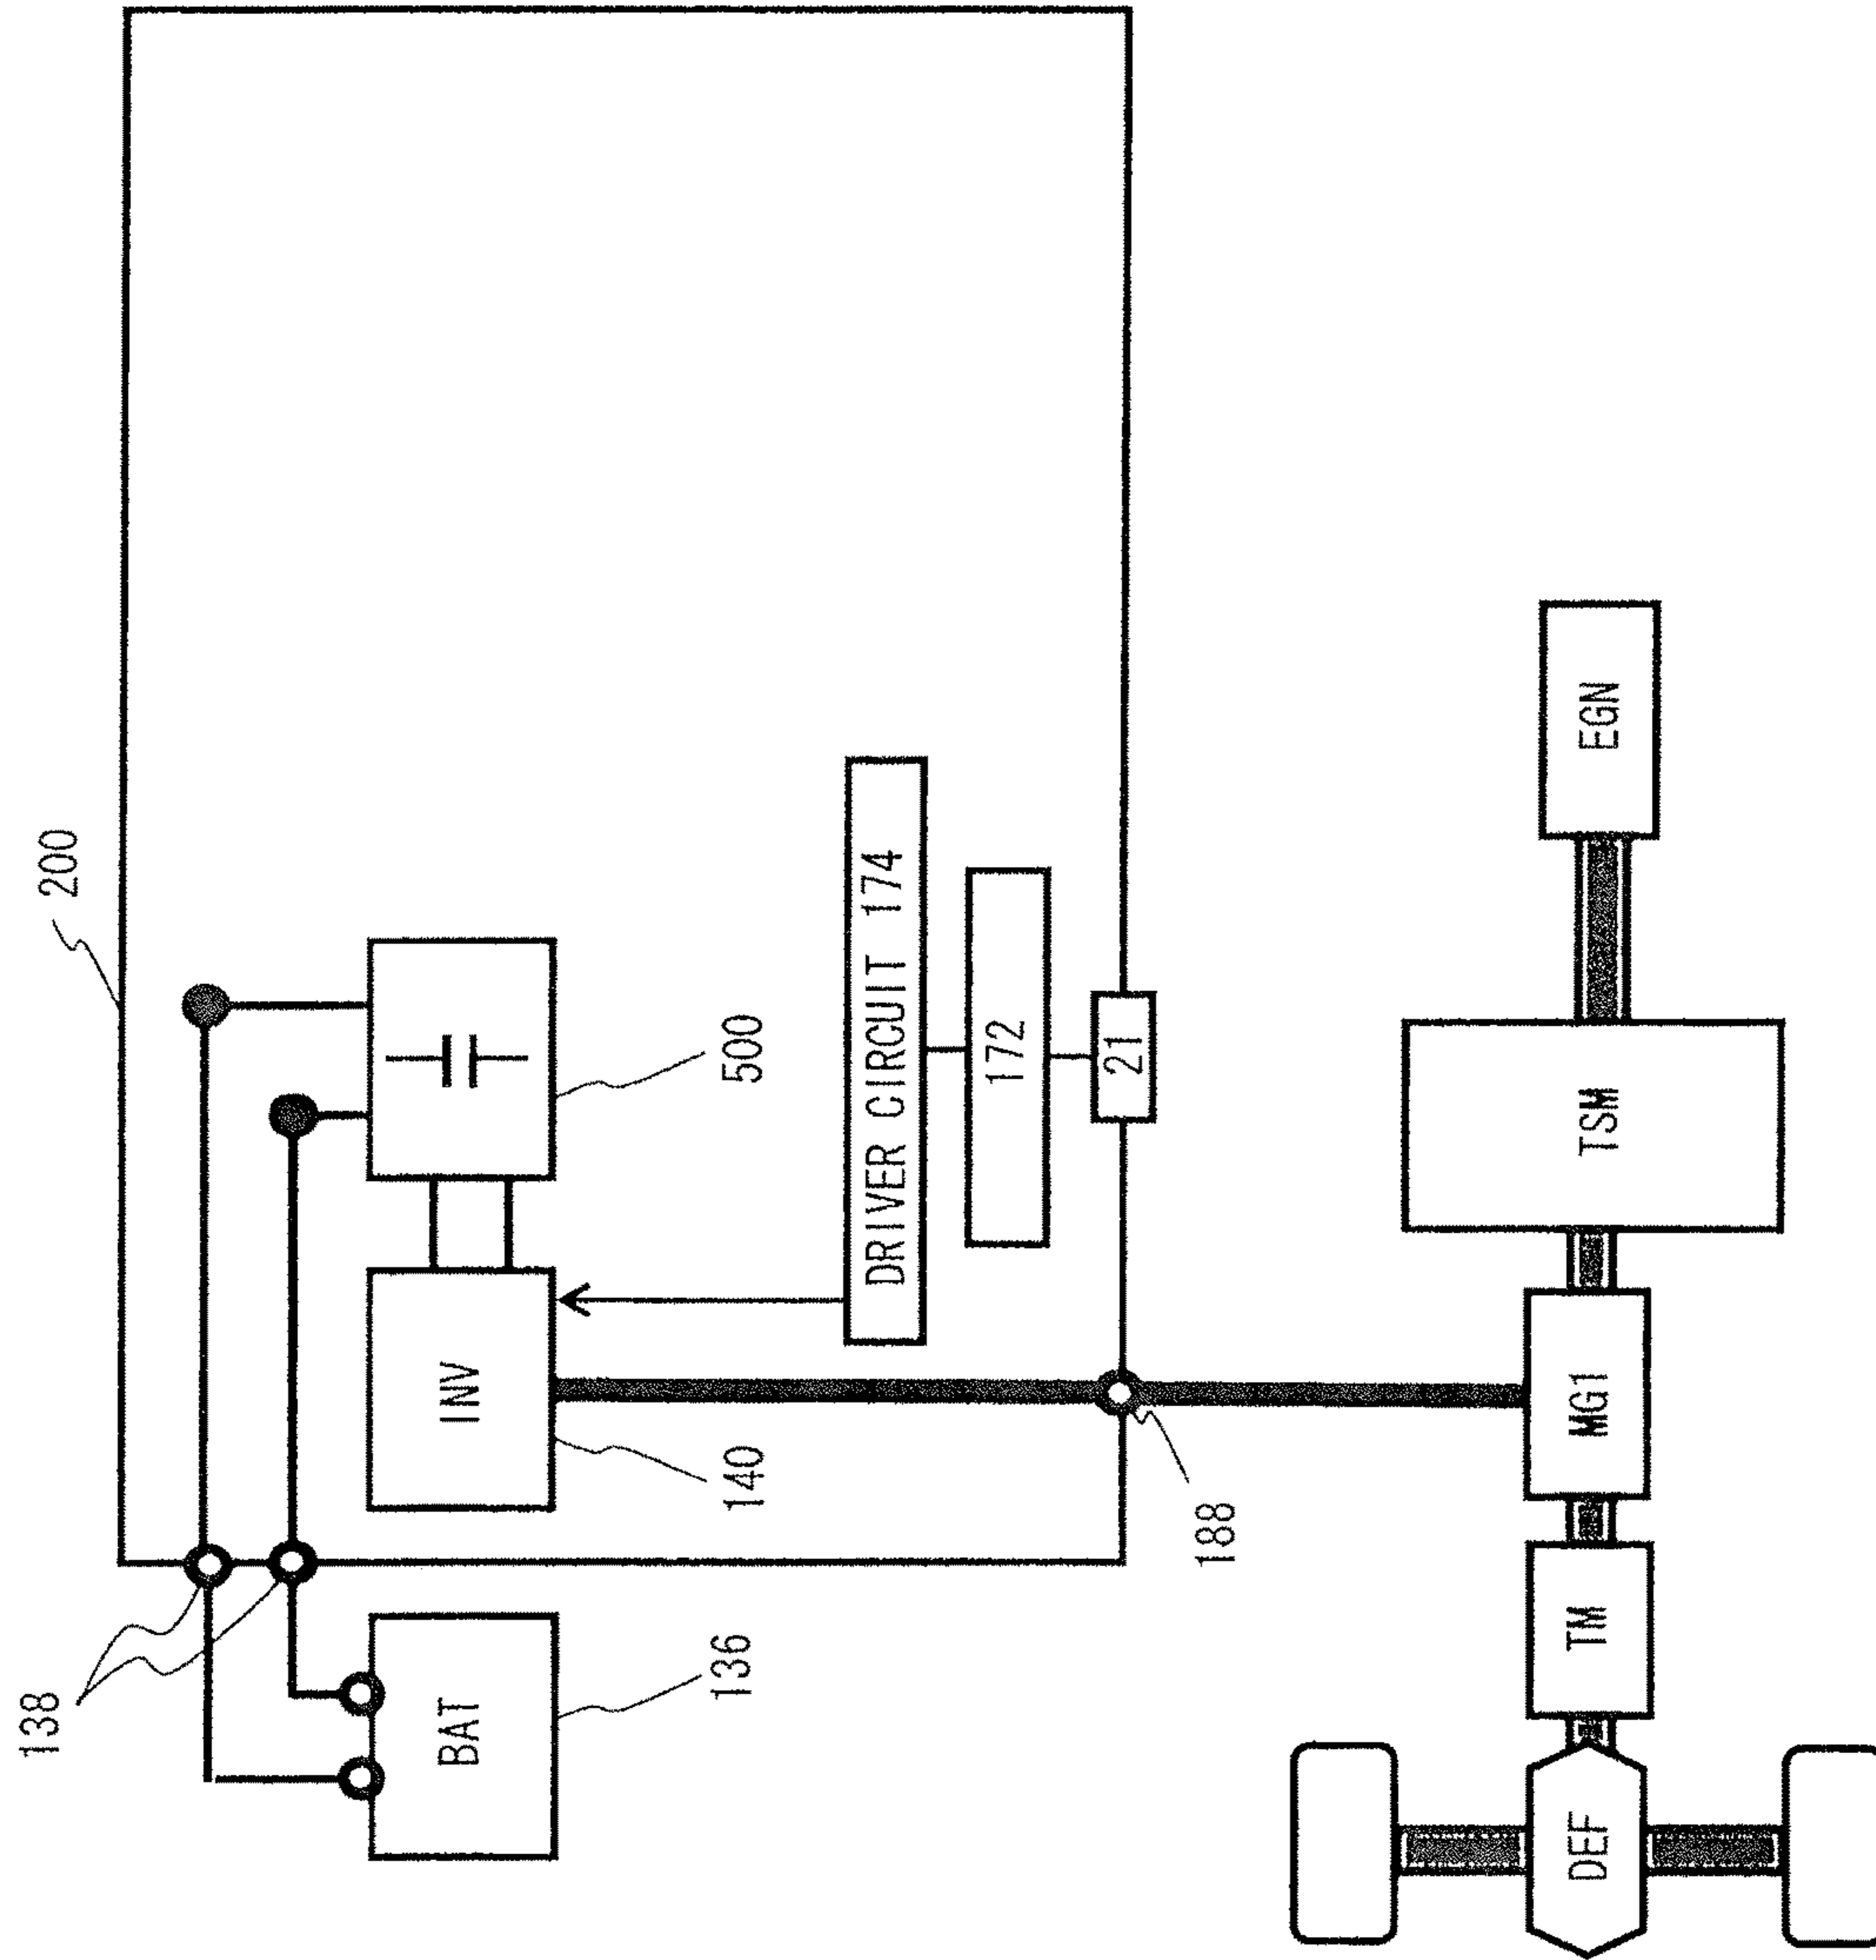 200
138
BAT
136
INV
140
500
DRIVER CIRCUIT 174
172
21
188
DEF
TM
MG1
TSM
EGN